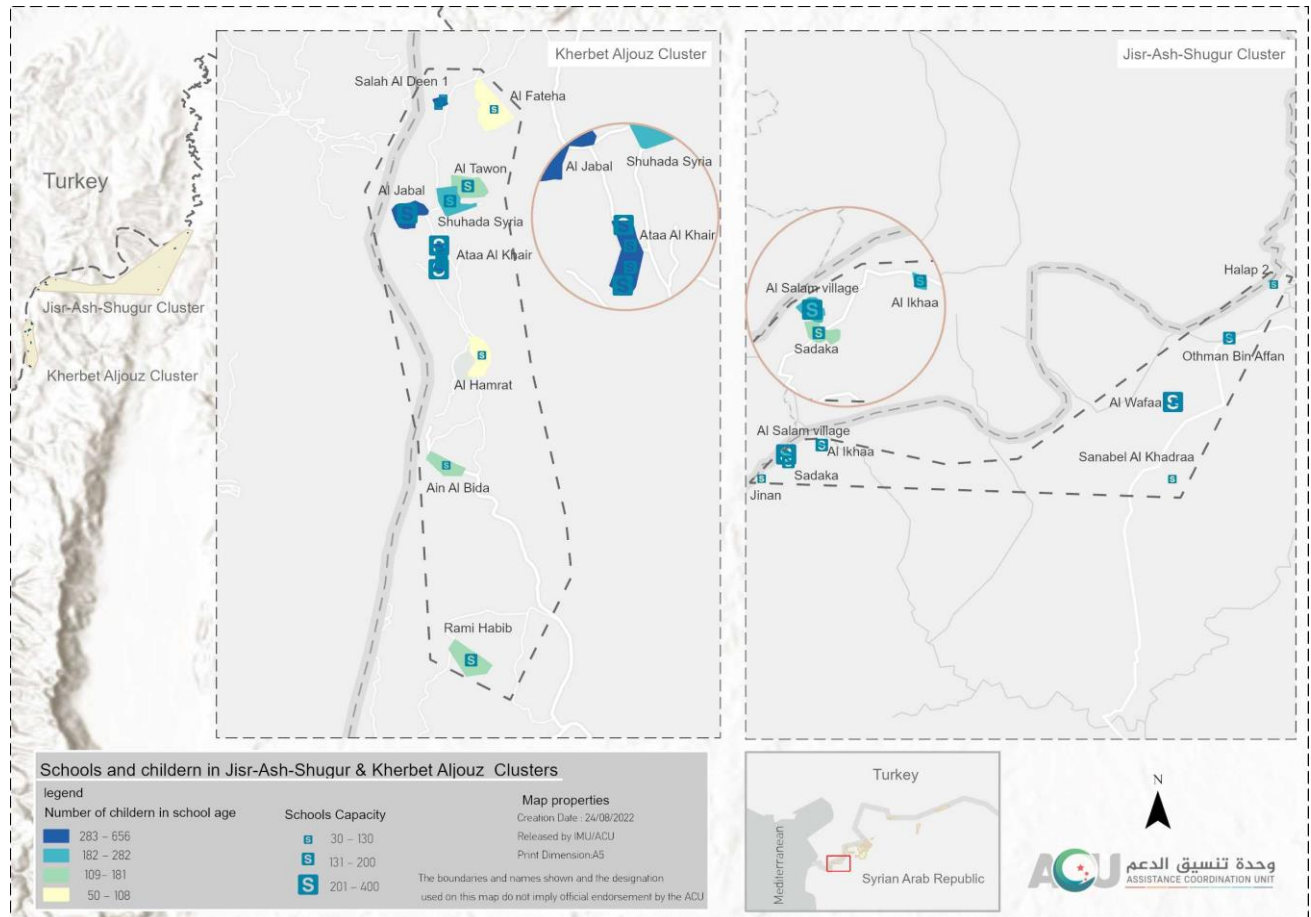 Turkey
Jisr-Ash-Shugur Cluster
Kherbet Aljouz Cluster
Kherbet Aljouz Cluster
Salah Al Deen 1
Al Fateha
S
Al Tawon
S
Al Jabal
S
S
Shuhada Syria
Ataa Al Khair
Al Jabal
Shuhada Syria
Ataa Al Khair
S
Al Hamrat
S
Ain Al Bida
Rami Habib
S
Jisr-Ash-Shugur Cluster
Al Salam village
S
Al Ikhaa
S
S
Sadaka
Halap 2
S
S
Othman Bin Affan
Al Wafaa
S
Al Salam village
S
S
Al Ikhaa
Sadaka
S
Jinan
Sanabel Al Khadraa
S
Schools and childern in Jisr-Ash-Shugur & Kherbet Aljouz Clusters
legend
Number of childern in school age
283 – 656
182 – 282
109– 181
50 – 108
Schools Capacity
S 30 – 130
S 131 – 200
S 201 – 400
Map properties
Creation Date : 24/08/2022
Released by IMU/ACU
Print Dimension:A5
The boundaries and names shown and the designation
used on this map do not imply official endorsement by the ACU
Turkey
Mediterranean
Syrian Arab Republic
N
ACU
وحدة تنسيق الدعم
ASSISTANCE COORDINATION UNIT